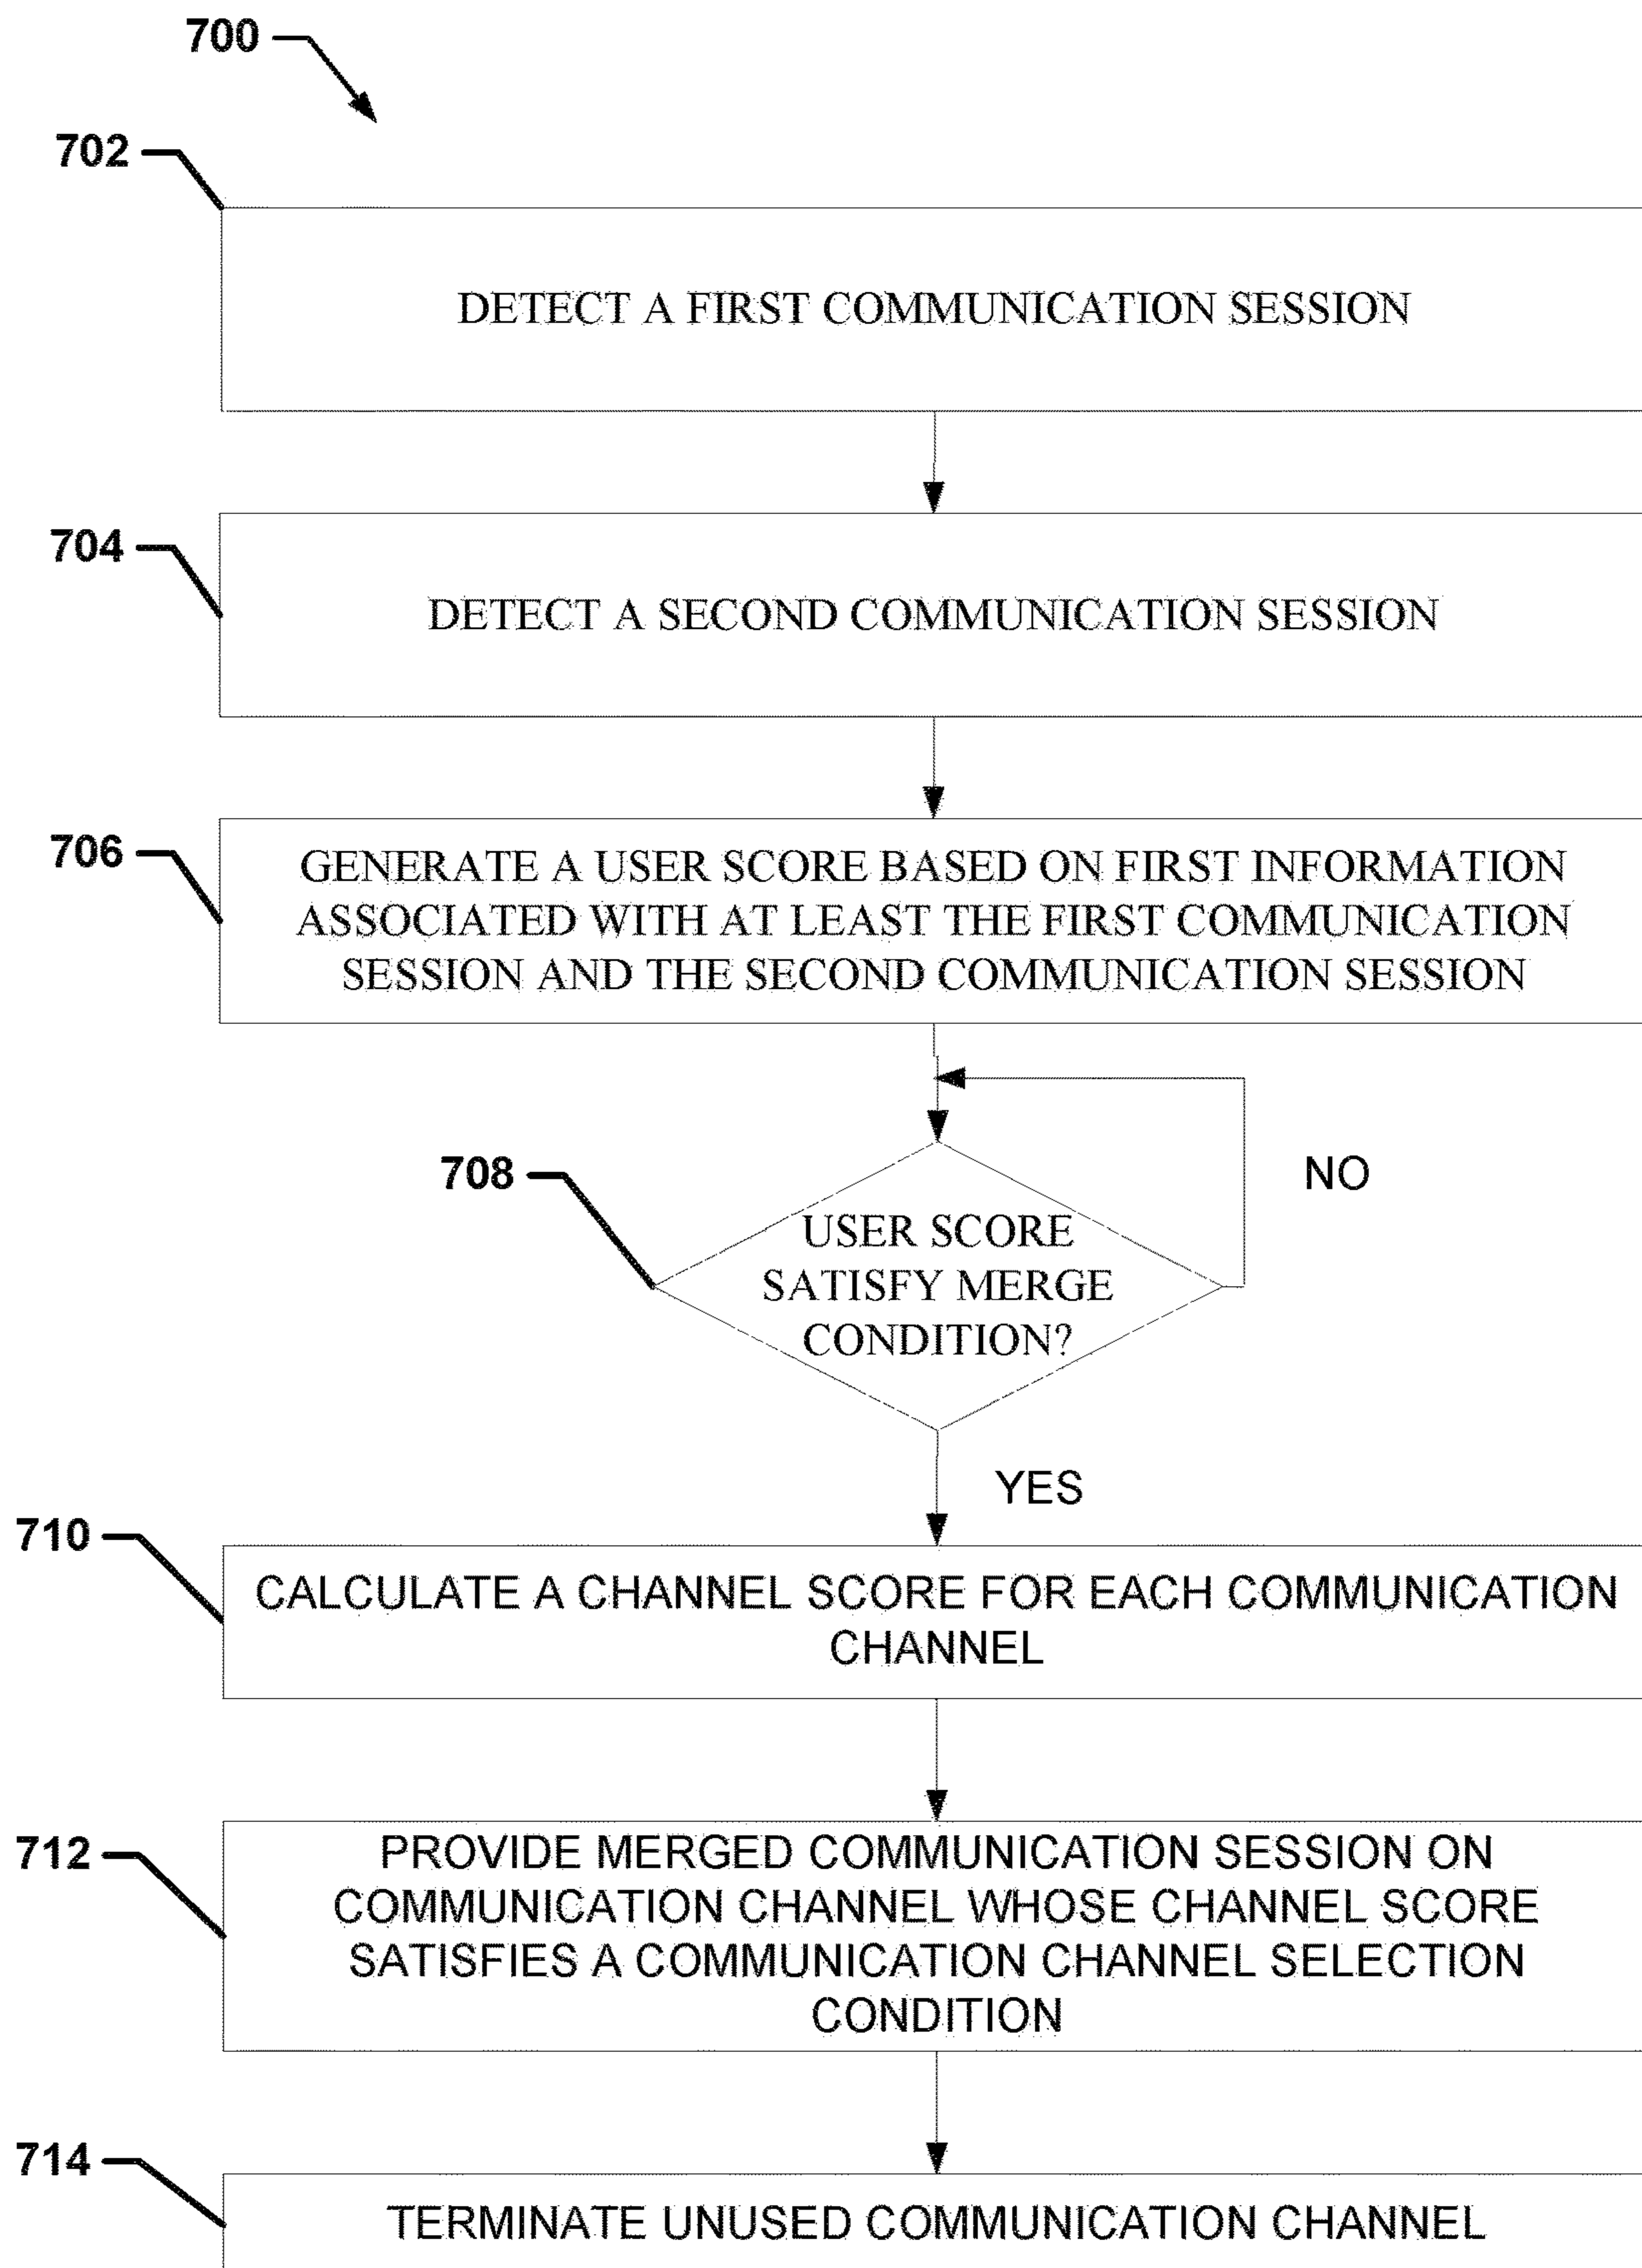 700
702
DETECT A FIRST COMMUNICATION SESSION
704
DETECT A SECOND COMMUNICATION SESSION
706
GENERATE A USER SCORE BASED ON FIRST INFORMATION
ASSOCIATED WITH AT LEAST THE FIRST COMMUNICATION
SESSION AND THE SECOND COMMUNICATION SESSION
708
NO
USER SCORE
SATISFY MERGE
CONDITION?
YES
710
CALCULATE A CHANNEL SCORE FOR EACH COMMUNICATION
CHANNEL
712
PROVIDE MERGED COMMUNICATION SESSION ON
COMMUNICATION CHANNEL WHOSE CHANNEL SCORE
SATISFIES A COMMUNICATION CHANNEL SELECTION
CONDITION
714
TERMINATE UNUSED COMMUNICATION CHANNEL